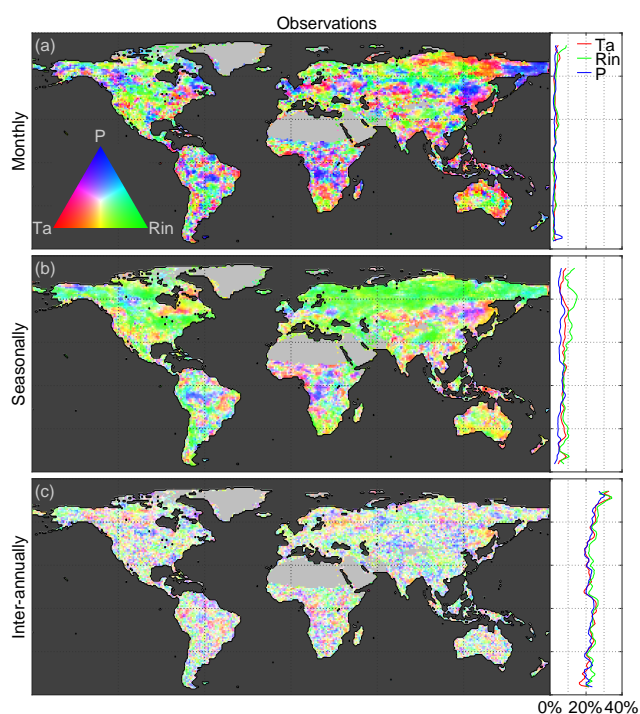 Observations
(a)
Ta
Rin
P
Monthly
P
Ta
Rin
(b)
Seasonally
(c)
Inter-annually
0% 20% 40%